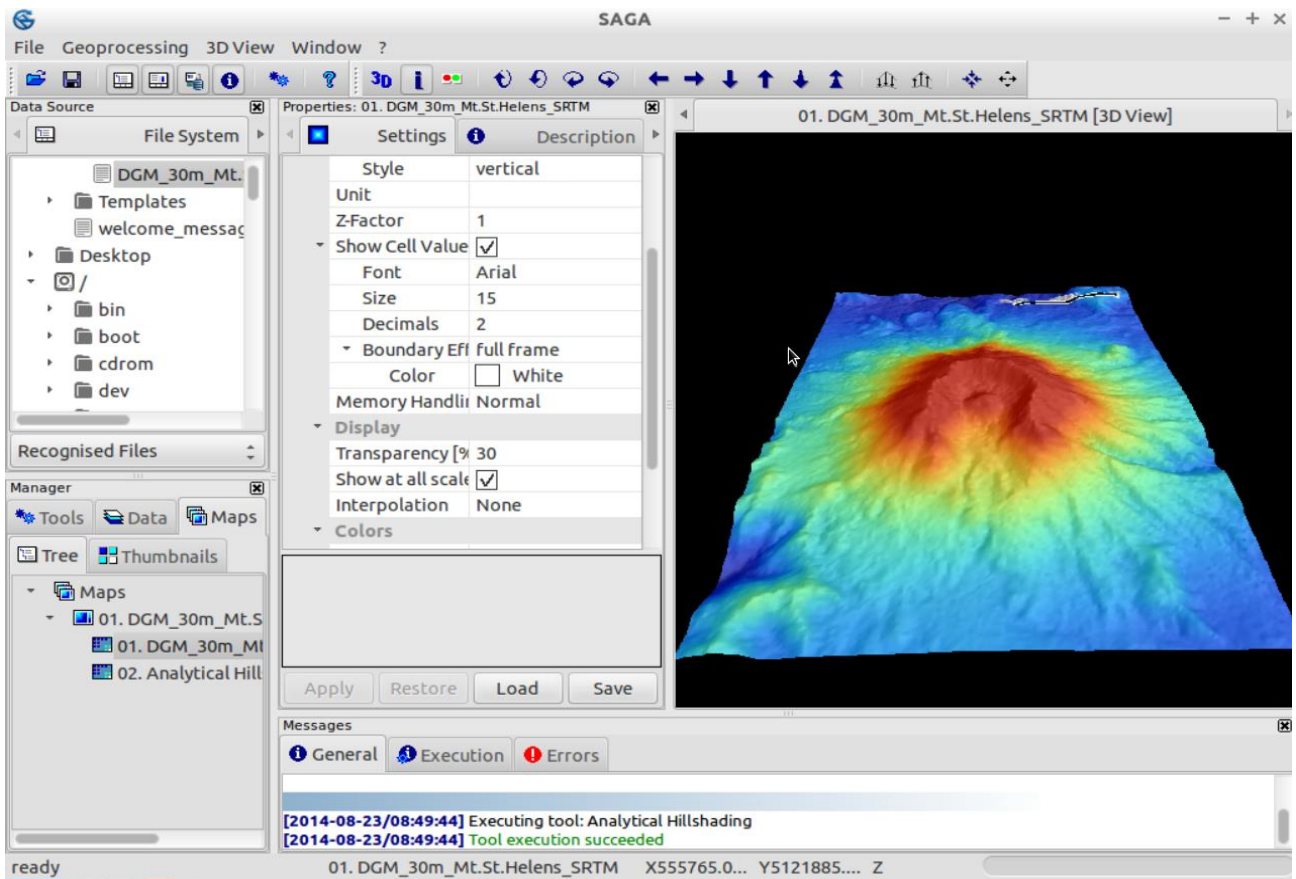 SAGA
File Geoprocessing 3D View Window ?
3D
Data Source
File System
DGM_30m_Mt.
Templates
welcome_messag
Desktop
/
bin
boot
cdrom
dev
Recognised Files
Manager
Tools Data Maps
Tree Thumbnails
Maps
01. DGM_30m_Mt.S
01. DGM_30m_Mt
02. Analytical Hill
Properties: 01. DGM_30m_Mt.St.Helens_SRTM
Settings Description
Style vertical
Unit
Z-Factor 1
Show Cell Value
Font Arial
Size 15
Decimals 2
Boundary Eff full frame
Color White
Memory Handlin Normal
Display
Transparency [% 30
Show at all scale
Interpolation None
Colors
Apply Restore Load Save
01. DGM_30m_Mt.St.Helens_SRTM [3D View]
Messages
General Execution Errors
[2014-08-23/08:49:44] Executing tool: Analytical Hillshading
[2014-08-23/08:49:44] Tool execution succeeded
ready 01. DGM_30m_Mt.St.Helens_SRTM X555765.0... Y5121885.... Z